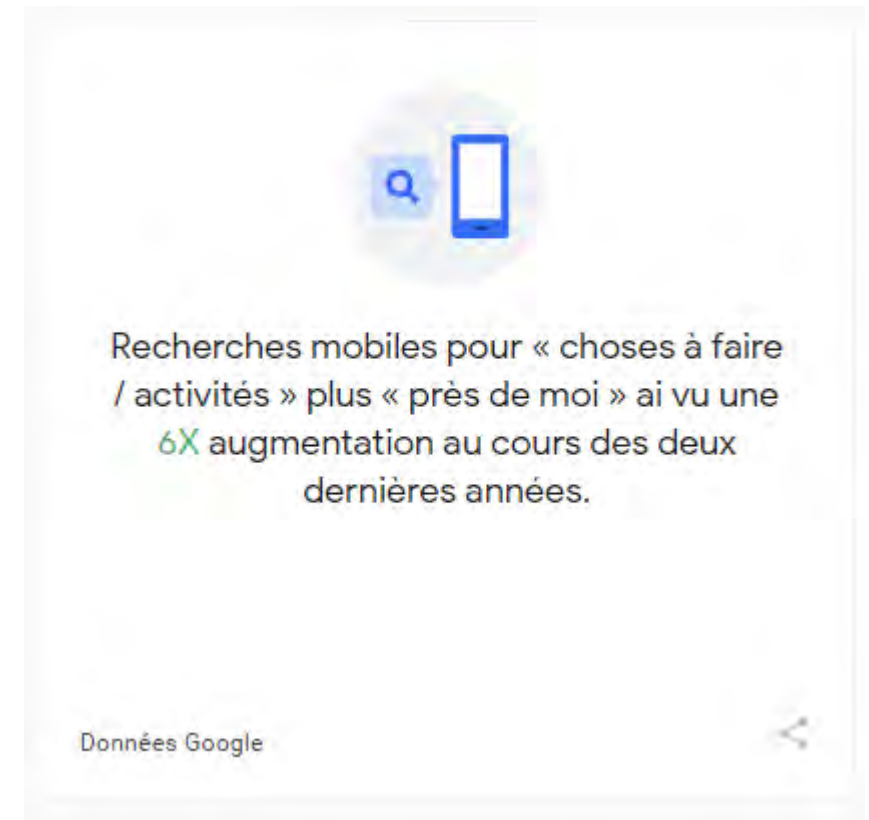 Recherches mobiles pour « choses à faire
/ activités » plus « près de moi » ai vu une
6X augmentation au cours des deux
dernières années.
Données Google